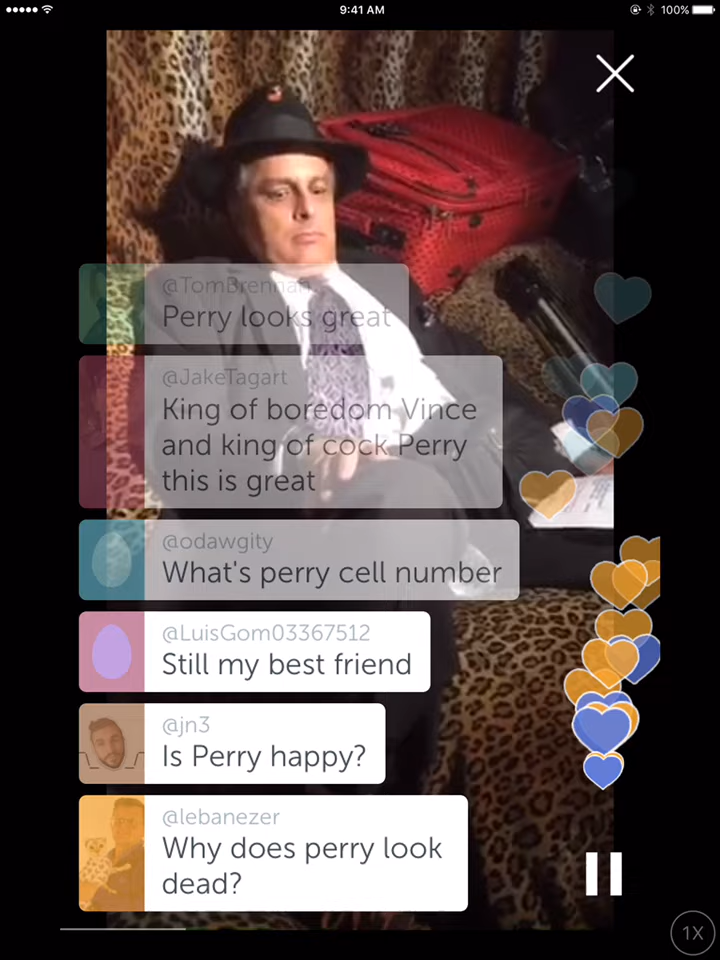 9:41 AM
100%
@TomBrennan
Perry looks great
@JakeTagart
King of boredom Vince
and king of cock Perry
this is great
@odawgity
What's perry cell number
@LuisGom03367512
Still my best friend
@jn3
Is Perry happy?
@lebanezer
Why does perry look
dead?
1X